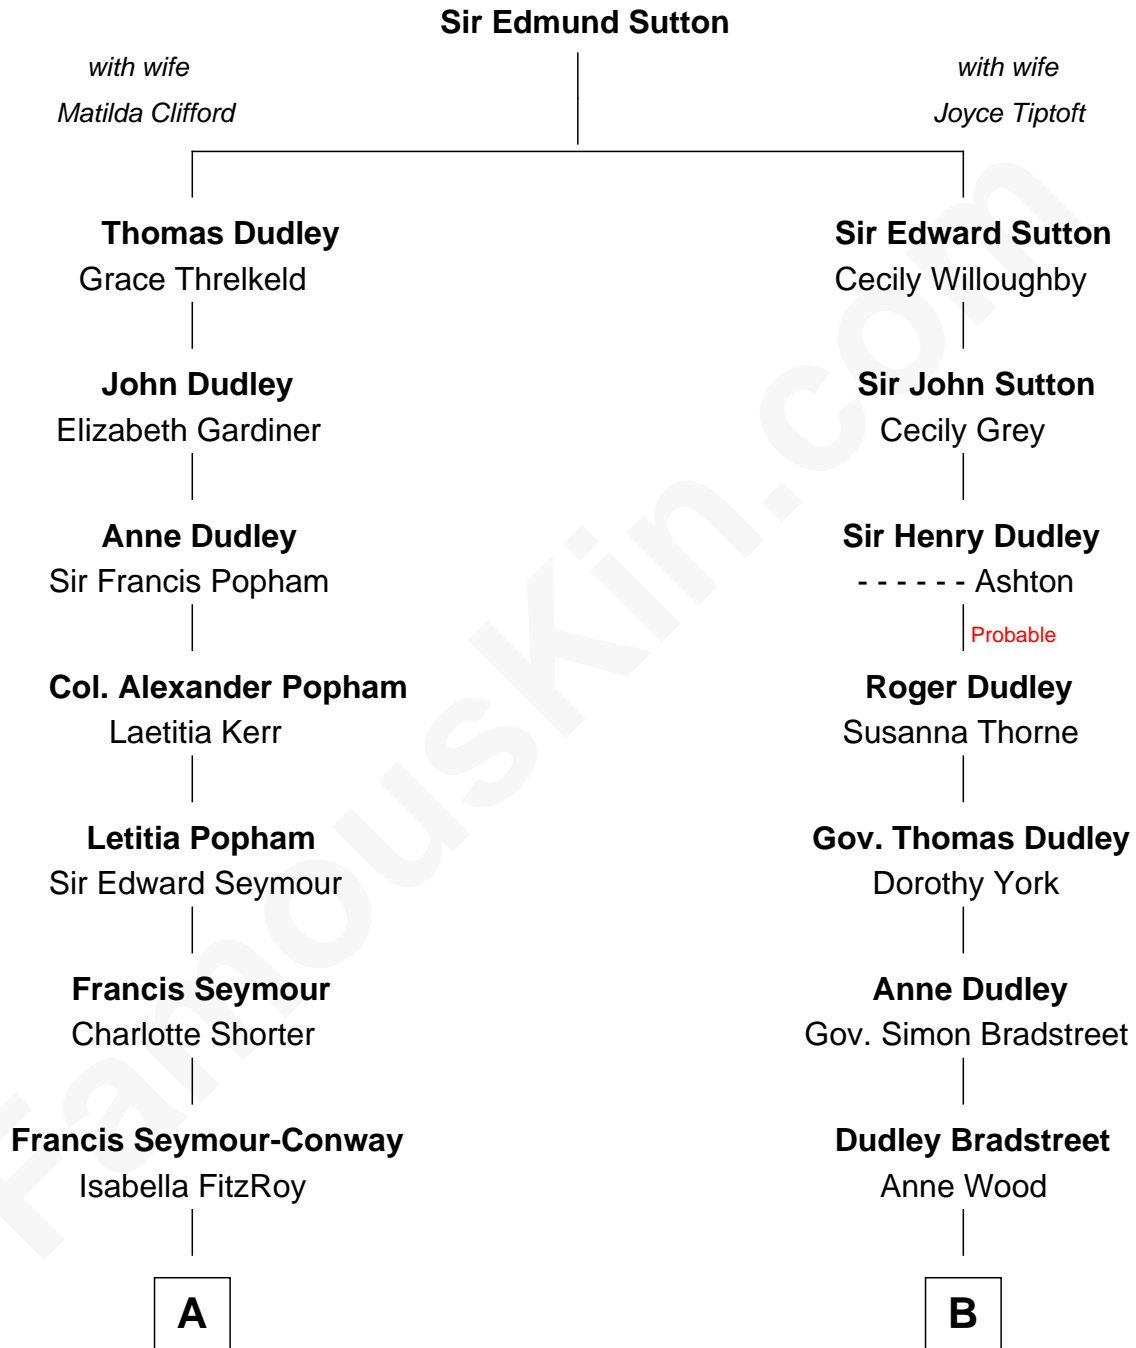 Sir Edmund Sutton
with wife
Matilda Clifford
with wife
Joyce Tiptoft
Thomas Dudley
Grace Threlkeld
Sir Edward Sutton
Cecily Willoughby
John Dudley
Elizabeth Gardiner
Sir John Sutton
Cecily Grey
Anne Dudley
Sir Francis Popham
Sir Henry Dudley
- - - - - - Ashton
Probable
Col. Alexander Popham
Laetitia Kerr
Roger Dudley
Susanna Thorne
Letitia Popham
Sir Edward Seymour
Gov. Thomas Dudley
Dorothy York
Francis Seymour
Charlotte Shorter
Anne Dudley
Gov. Simon Bradstreet
Francis Seymour-Conway
Isabella FitzRoy
Dudley Bradstreet
Anne Wood
A
B
FamousKin.com